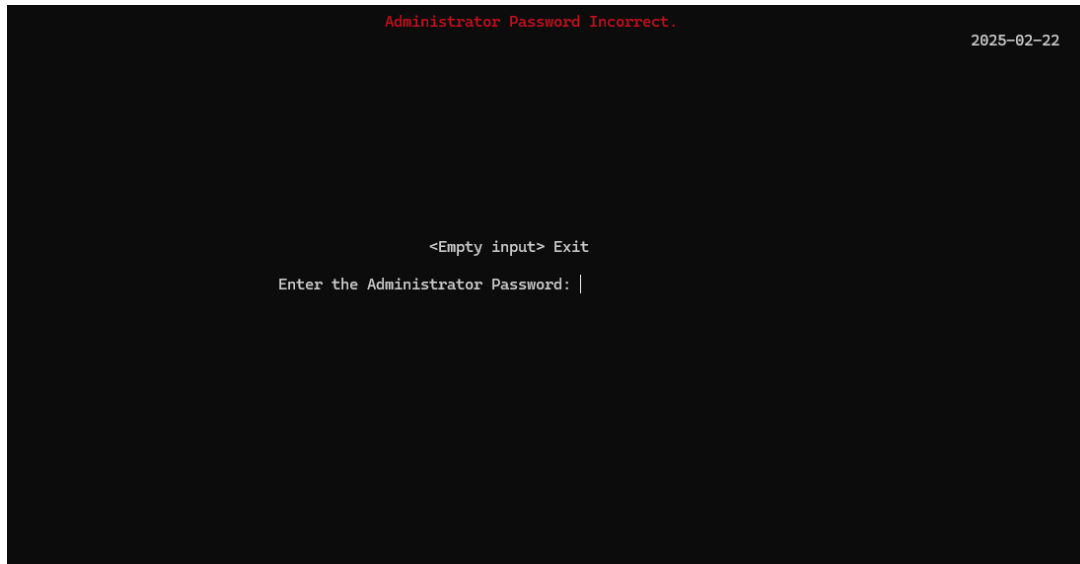 Administrator Password Incorrect.
2025-02-22
<Empty input> Exit
Enter the Administrator Password: